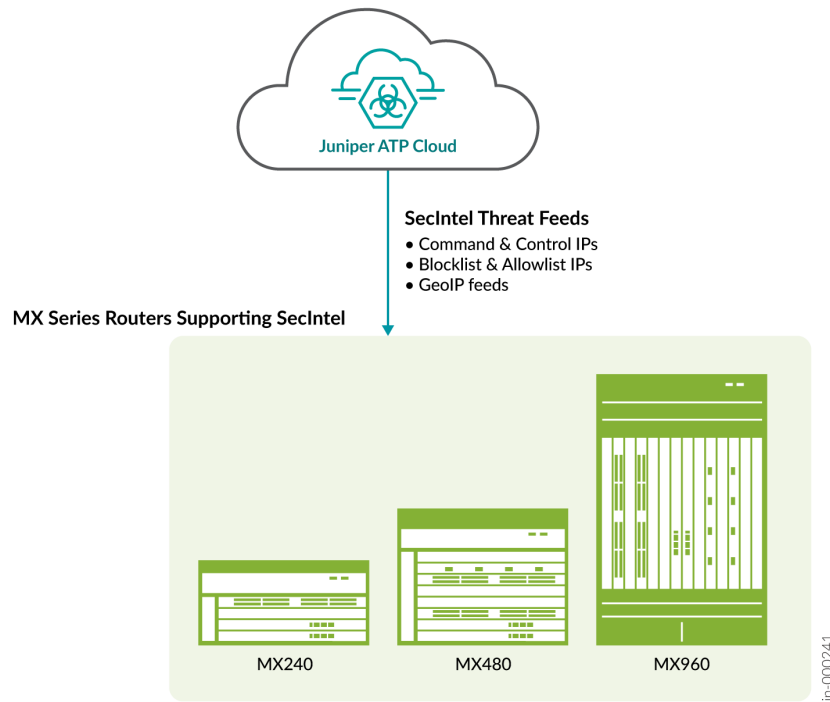 Juniper ATP Cloud
SecIntel Threat Feeds
• Command & Control IPs
• Blocklist & Allowlist IPs
• GeoIP feeds
MX Series Routers Supporting SecIntel
MX240
MX480
MX960
jn-000241